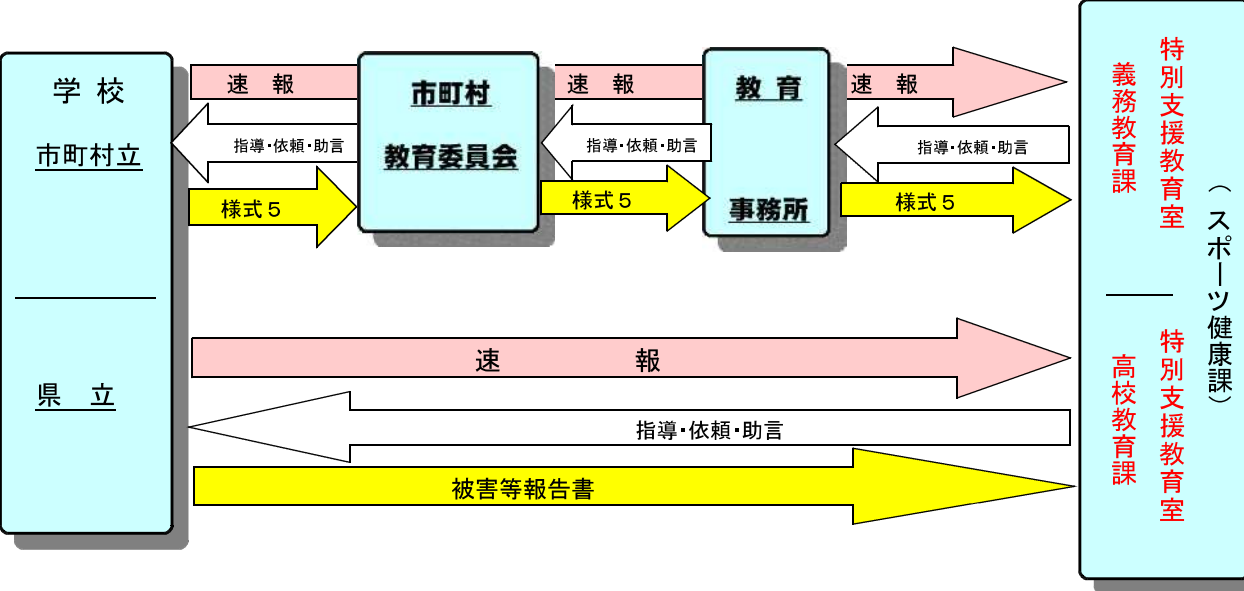 学 校
市町村立
県 立
速 報
指導・依頼・助言
様式５
市町村
教育委員会
速 報
指導・依頼・助言
様式５
教 育
事務所
速 報
指導・依頼・助言
様式５
速 報
指導・依頼・助言
被害等報告書
特別支援教育室
義務教育課
特別支援教育室
高校教育課
（スポーツ健康課）